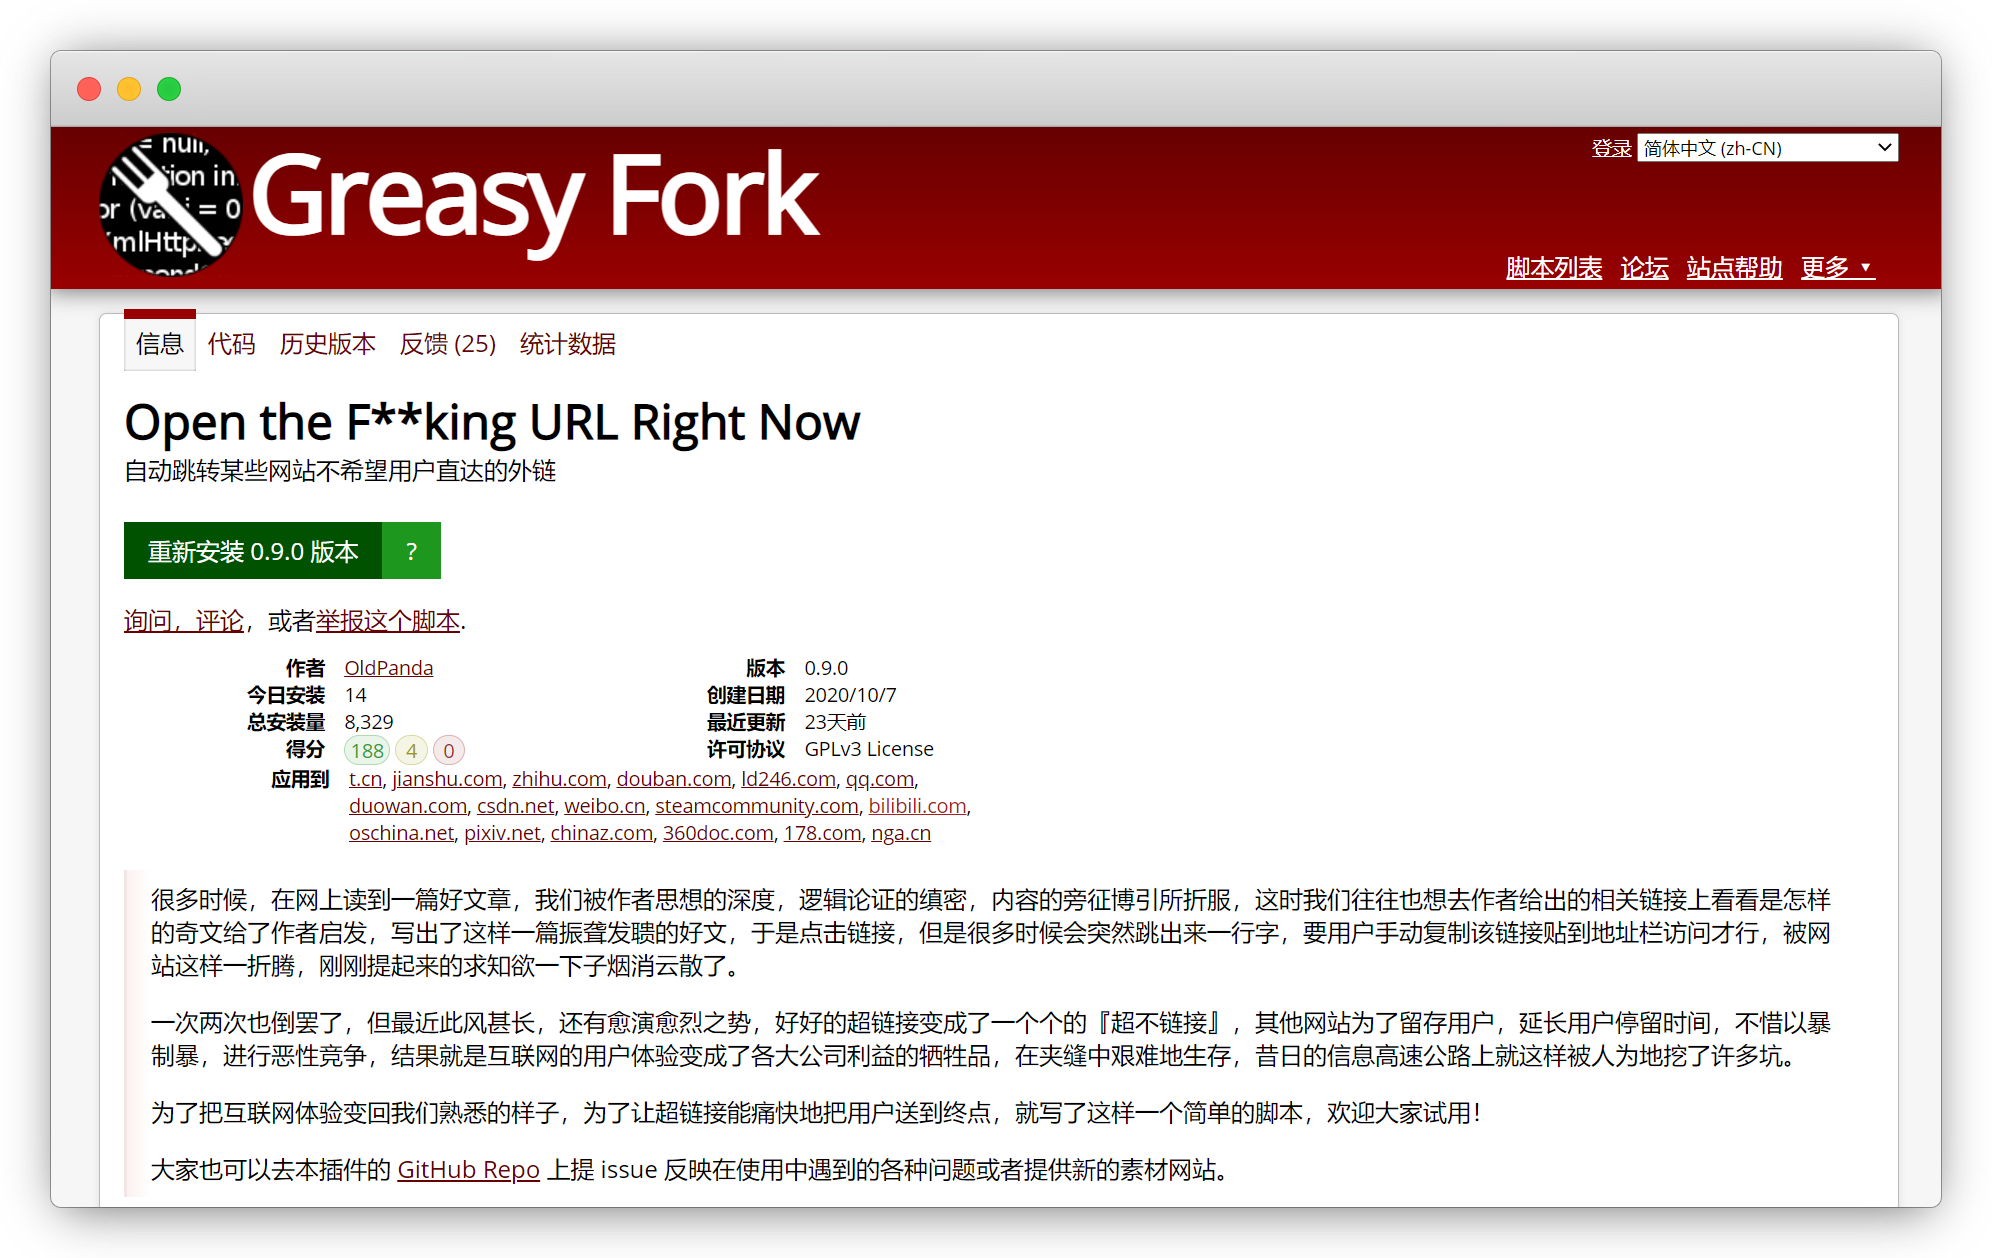 = null,
ion in
or (va i = 0
mlHttp
Greasy Fork
登录 简体中文 (zh-CN)
脚本列表 论坛 站点帮助 更多 ▼
信息 代码 历史版本 反馈 (25) 统计数据
Open the F**king URL Right Now
自动跳转某些网站不希望用户直达的外链
重新安装 0.9.0 版本 ?
询问，评论，或者举报这个脚本.
作者 OldPanda 版本 0.9.0
今日安装 14 创建日期 2020/10/7
总安装量 8,329 最近更新 23天前
得分 188 4 0 许可协议 GPLv3 License
应用到 t.cn, jianshu.com, zhihu.com, douban.com, ld246.com, qq.com,
duowan.com, csdn.net, weibo.cn, steamcommunity.com, bilibili.com,
oschina.net, pixiv.net, chinaz.com, 360doc.com, 178.com, nga.cn
很多时候，在网上读到一篇好文章，我们被作者思想的深度，逻辑论证的缜密，内容的旁征博引所折服，这时我们往往也想去作者给出的相关链接上看看是怎样
的奇文给了作者启发，写出了这样一篇振聋发聩的好文，于是点击链接，但是很多时候会突然跳出来一行字，要用户手动复制该链接贴到地址栏访问才行，被网
站这样一折腾，刚刚提起来的求知欲一下子烟消云散了。
一次两次也倒罢了，但最近此风甚长，还有愈演愈烈之势，好好的超链接变成了一个个的『超不链接』，其他网站为了留存用户，延长用户停留时间，不惜以暴
制暴，进行恶性竞争，结果就是互联网的用户体验变成了各大公司利益的牺牲品，在夹缝中艰难地生存，昔日的信息高速公路上就这样被人为地挖了许多坑。
为了把互联网体验变回我们熟悉的样子，为了让超链接能痛快地把用户送到终点，就写了这样一个简单的脚本，欢迎大家试用！
大家也可以去本插件的 GitHub Repo 上提 issue 反映在使用中遇到的各种问题或者提供新的素材网站。